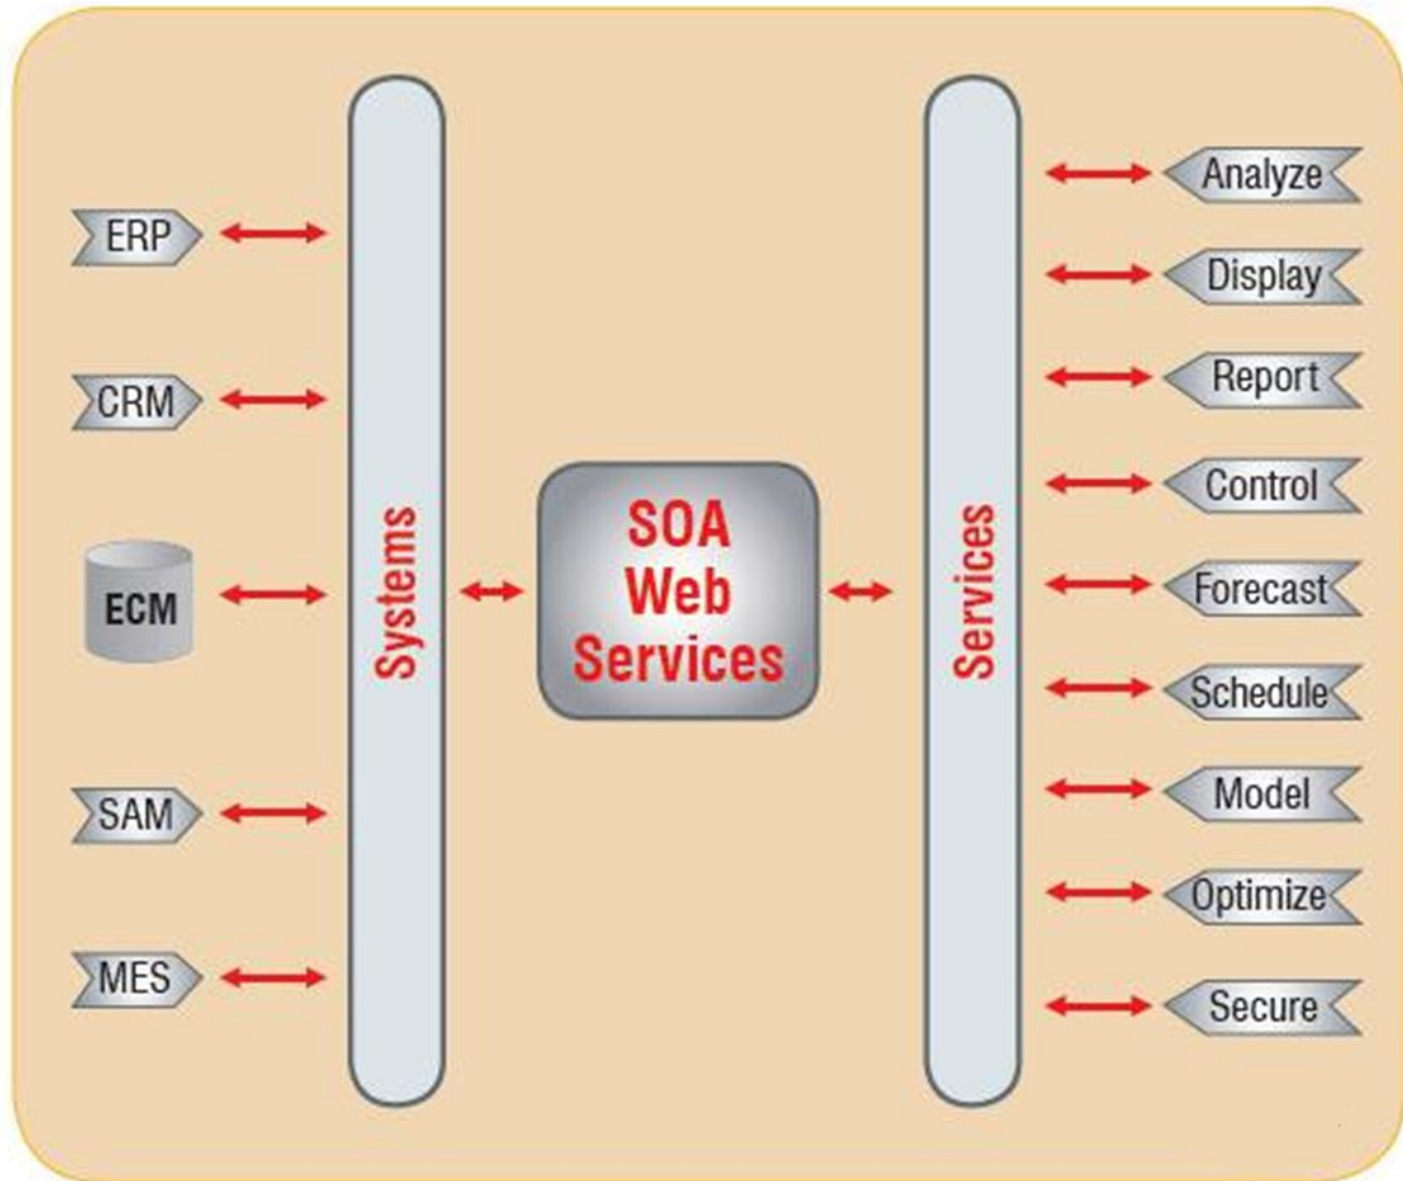 ERP
CRM
ECM
SAM
MES
Systems
SOA
Web
Services
Services
Analyze
Display
Report
Control
Forecast
Schedule
Model
Optimize
Secure